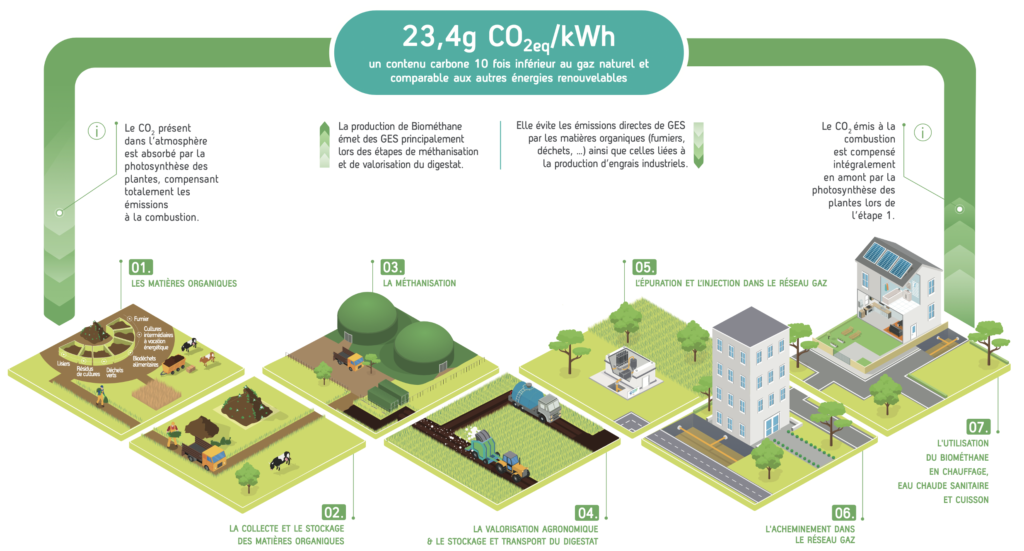 23,4g CO2eq/kWh
un contenu carbone 10 fois inférieur au gaz naturel et
comparable aux autres énergies renouvelables
i
Le CO2 présent
dans l'atmosphère
est absorbé par la
photosynthèse des
plantes, compensant
totalement les
émissions
à la combustion.
La production de Biométhane
émet des GES principalement
lors des étapes de méthanisation
et de valorisation du digestat.
Elle évite les émissions directes de GES
par les matières organiques (fumiers,
déchets, ...) ainsi que celles liées à
la production d'engrais industriels.
i
Le CO2 émis à la
combustion
est compensé
intégralement
en amont par la
photosynthèse des
plantes lors de
l'étape 1.
01.
LES MATIÈRES ORGANIQUES
Fumier
Cultures
intermédiaires
à vocation
énergétique
Biodéchets
alimentaires
Déchets
verts
Résidus
de cultures
Lisiers
02.
LA COLLECTE ET LE STOCKAGE
DES MATIÈRES ORGANIQUES
03.
LA MÉTHANISATION
04.
LA VALORISATION AGRONOMIQUE
& LE STOCKAGE ET TRANSPORT DU DIGESTAT
05.
L'ÉPURATION ET L'INJECTION DANS LE RÉSEAU GAZ
06.
L'ACHEMINEMENT DANS
LE RÉSEAU GAZ
07.
L'UTILISATION
DU BIOMÉTHANE
EN CHAUFFAGE,
EAU CHAUDE SANITAIRE
ET CUISSON